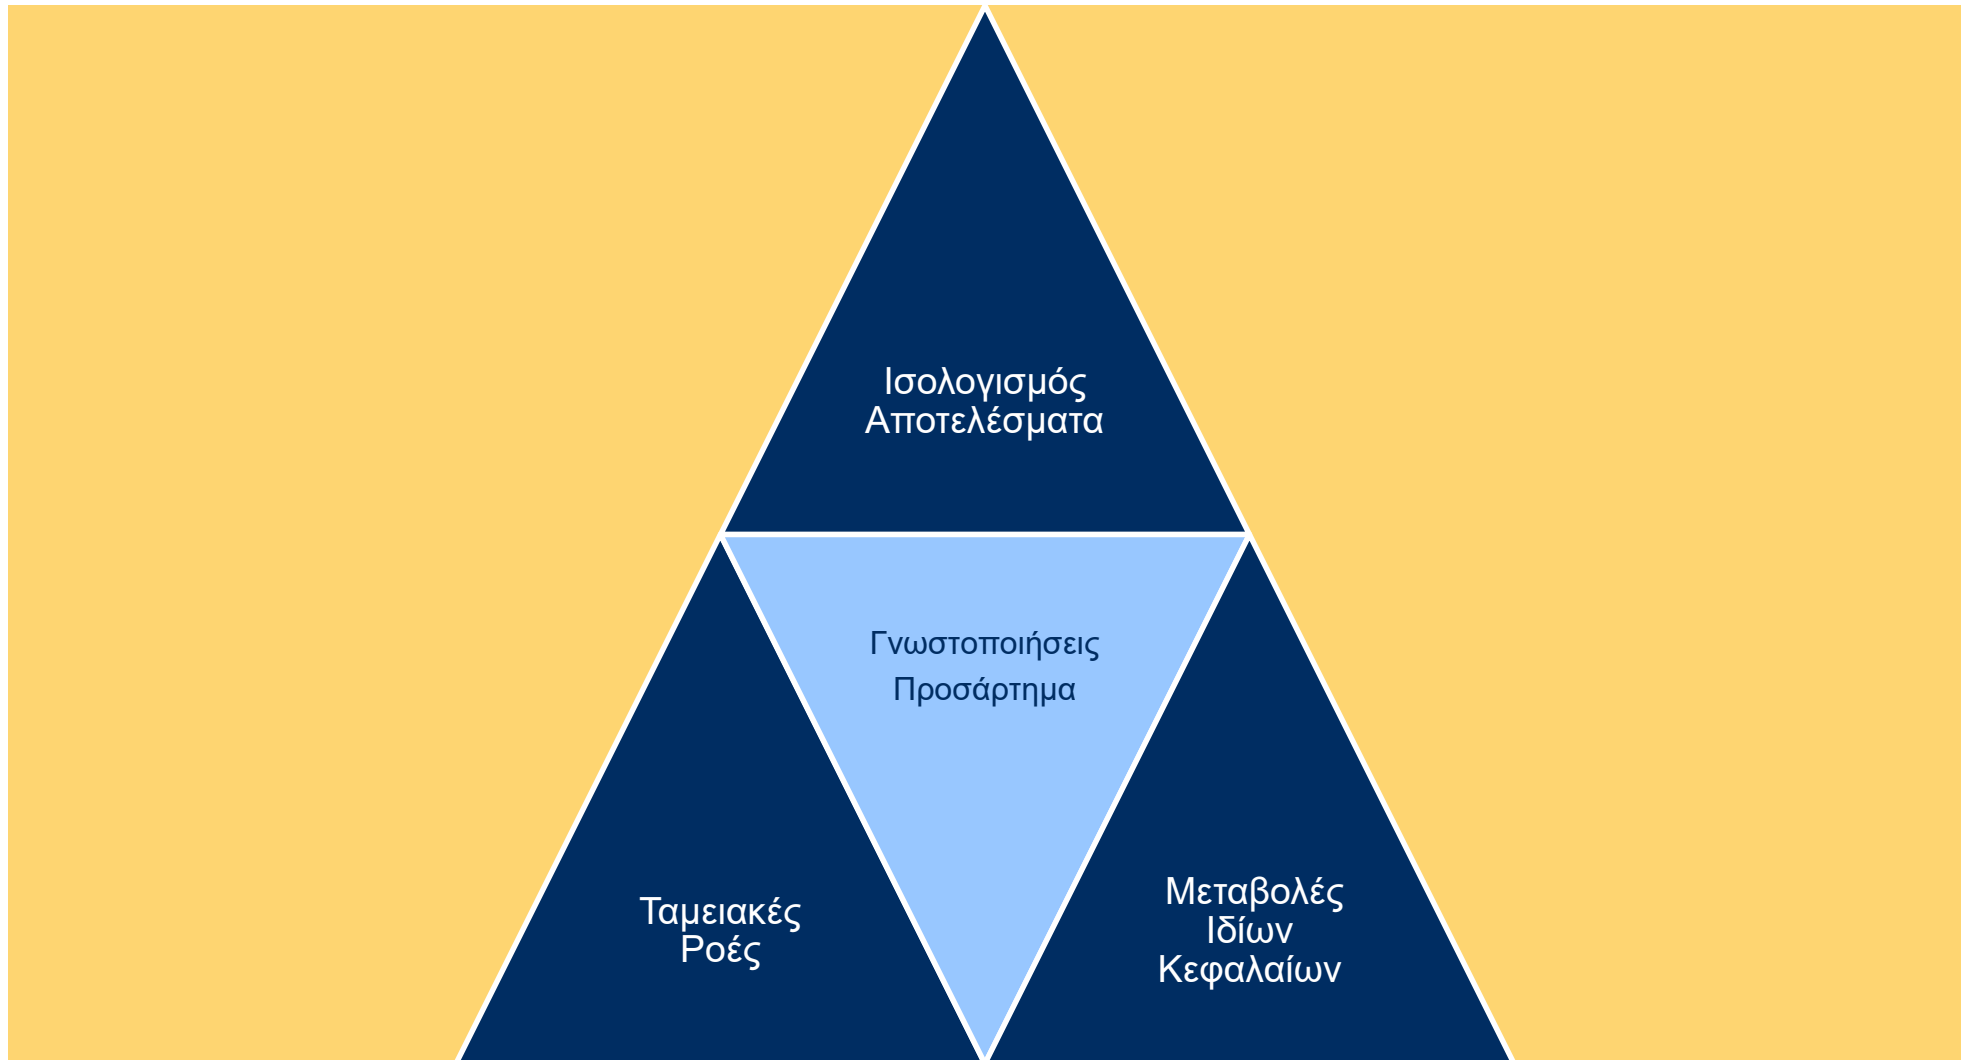 Ισολογισμός
Αποτελέσματα
Γνωστοποιήσεις
Προσάρτημα
Ταμειακές
Ροές
Μεταβολές
Ιδίων
Κεφαλαίων